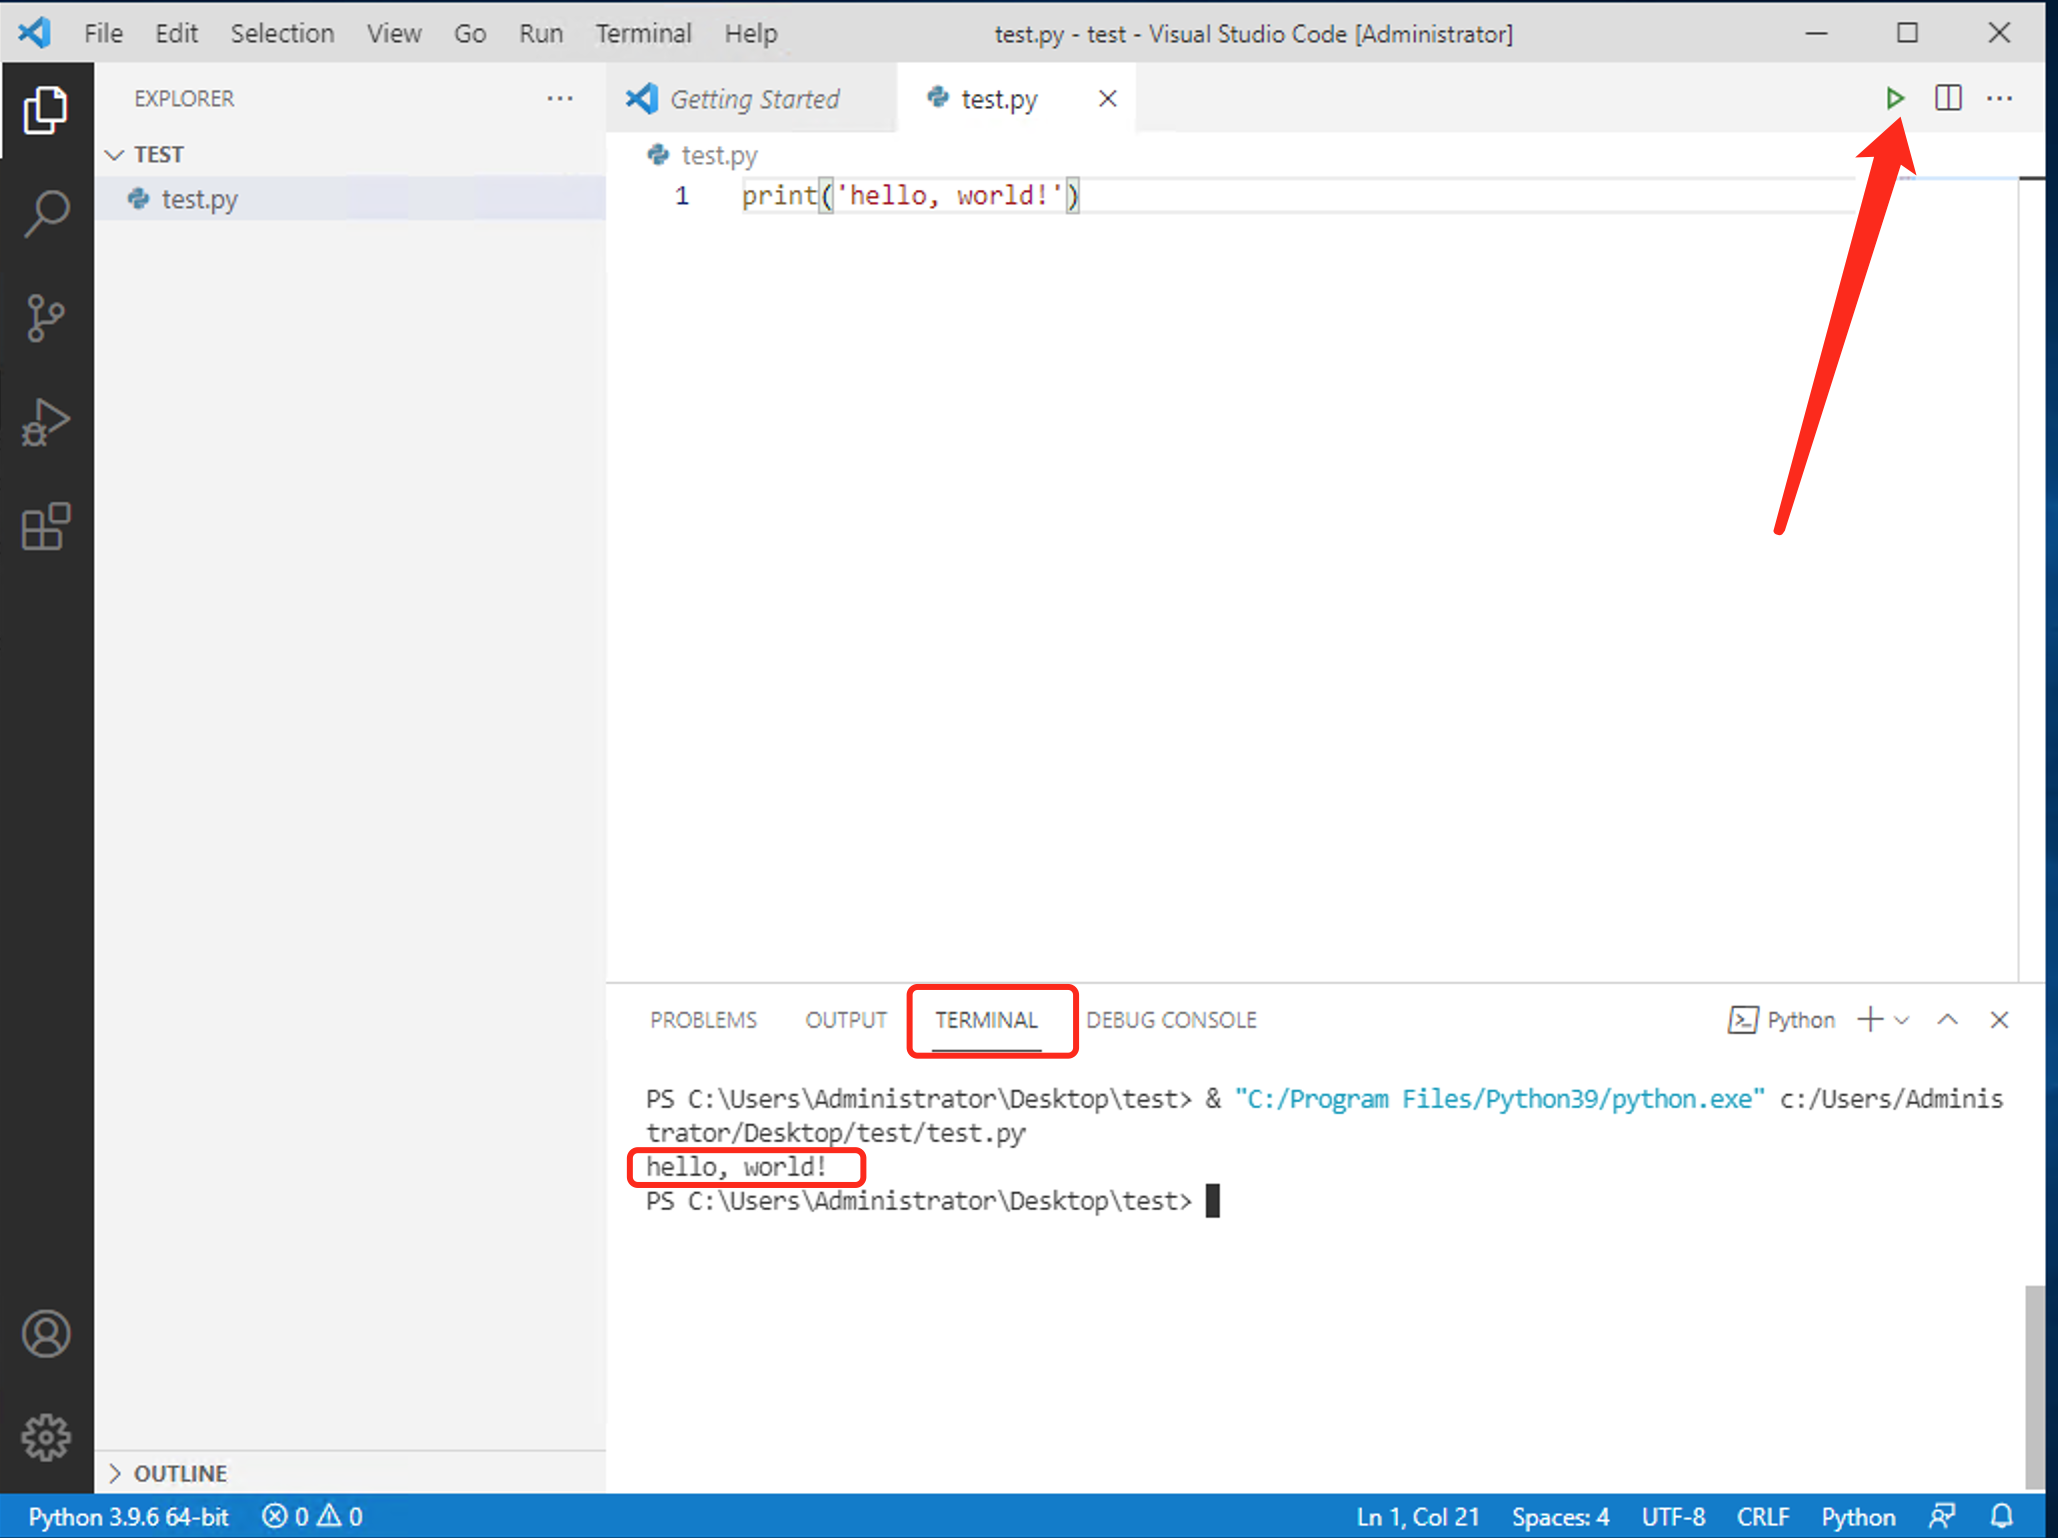 File Edit Selection View Go Run Terminal Help test.py - test - Visual Studio Code [Administrator]
EXPLORER
TEST
test.py
OUTLINE
Getting Started test.py
test.py
1 print('hello, world!')
PROBLEMS OUTPUT TERMINAL DEBUG CONSOLE Python
PS C:\Users\Administrator\Desktop\test> & "C:/Program Files/Python39/python.exe" c:/Users/Adminis
trator/Desktop/test/test.py
hello, world!
PS C:\Users\Administrator\Desktop\test>
Python 3.9.6 64-bit 0 0 Ln 1, Col 21 Spaces: 4 UTF-8 CRLF Python